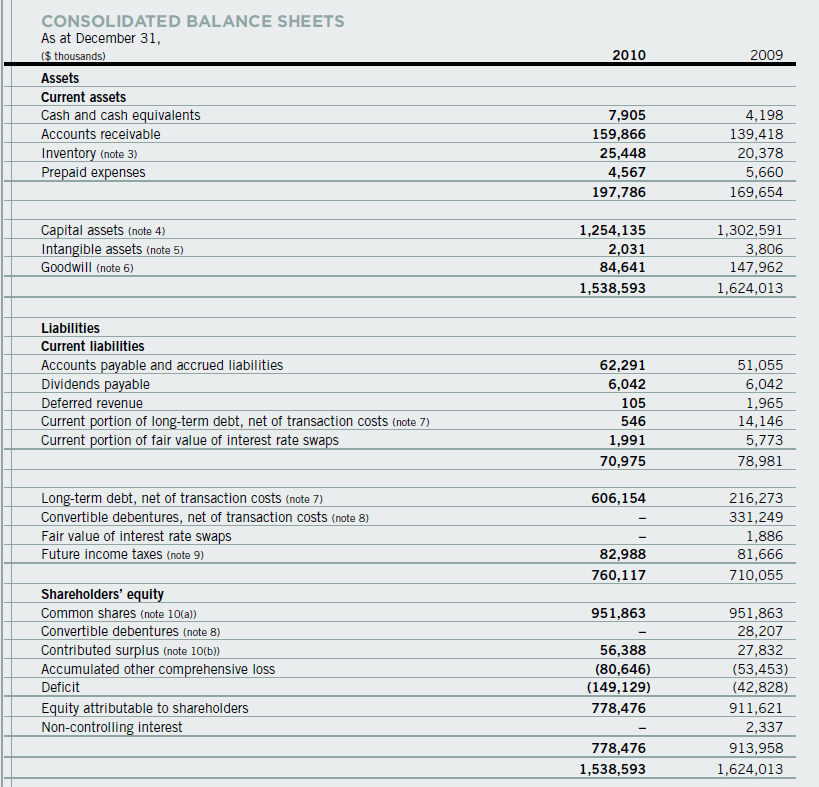 CONSOLIDATED BALANCE SHEETS
As at December 31,
($ thousands) 2010 2009
Assets
Current assets
Cash and cash equivalents 7,905 4,198
Accounts receivable 159,866 139,418
Inventory (note 3) 25,448 20,378
Prepaid expenses 4,567 5,660
197,786 169,654
Capital assets (note 4) 1,254,135 1,302,591
Intangible assets (note 5) 2,031 3,806
Goodwill (note 6) 84,641 147,962
1,538,593 1,624,013
Liabilities
Current liabilities
Accounts payable and accrued liabilities 62,291 51,055
Dividends payable 6,042 6,042
Deferred revenue 105 1,965
Current portion of long-term debt, net of transaction costs (note 7) 546 14,146
Current portion of fair value of interest rate swaps 1,991 5,773
70,975 78,981
Long-term debt, net of transaction costs (note 7) 606,154 216,273
Convertible debentures, net of transaction costs (note 8) – 331,249
Fair value of interest rate swaps – 1,886
Future income taxes (note 9) 82,988 81,666
760,117 710,055
Shareholders' equity
Common shares (note 10(a)) 951,863 951,863
Convertible debentures (note 8) – 28,207
Contributed surplus (note 10(b)) 56,388 27,832
Accumulated other comprehensive loss (80,646) (53,453)
Deficit (149,129) (42,828)
Equity attributable to shareholders 778,476 911,621
Non-controlling interest – 2,337
778,476 913,958
1,538,593 1,624,013